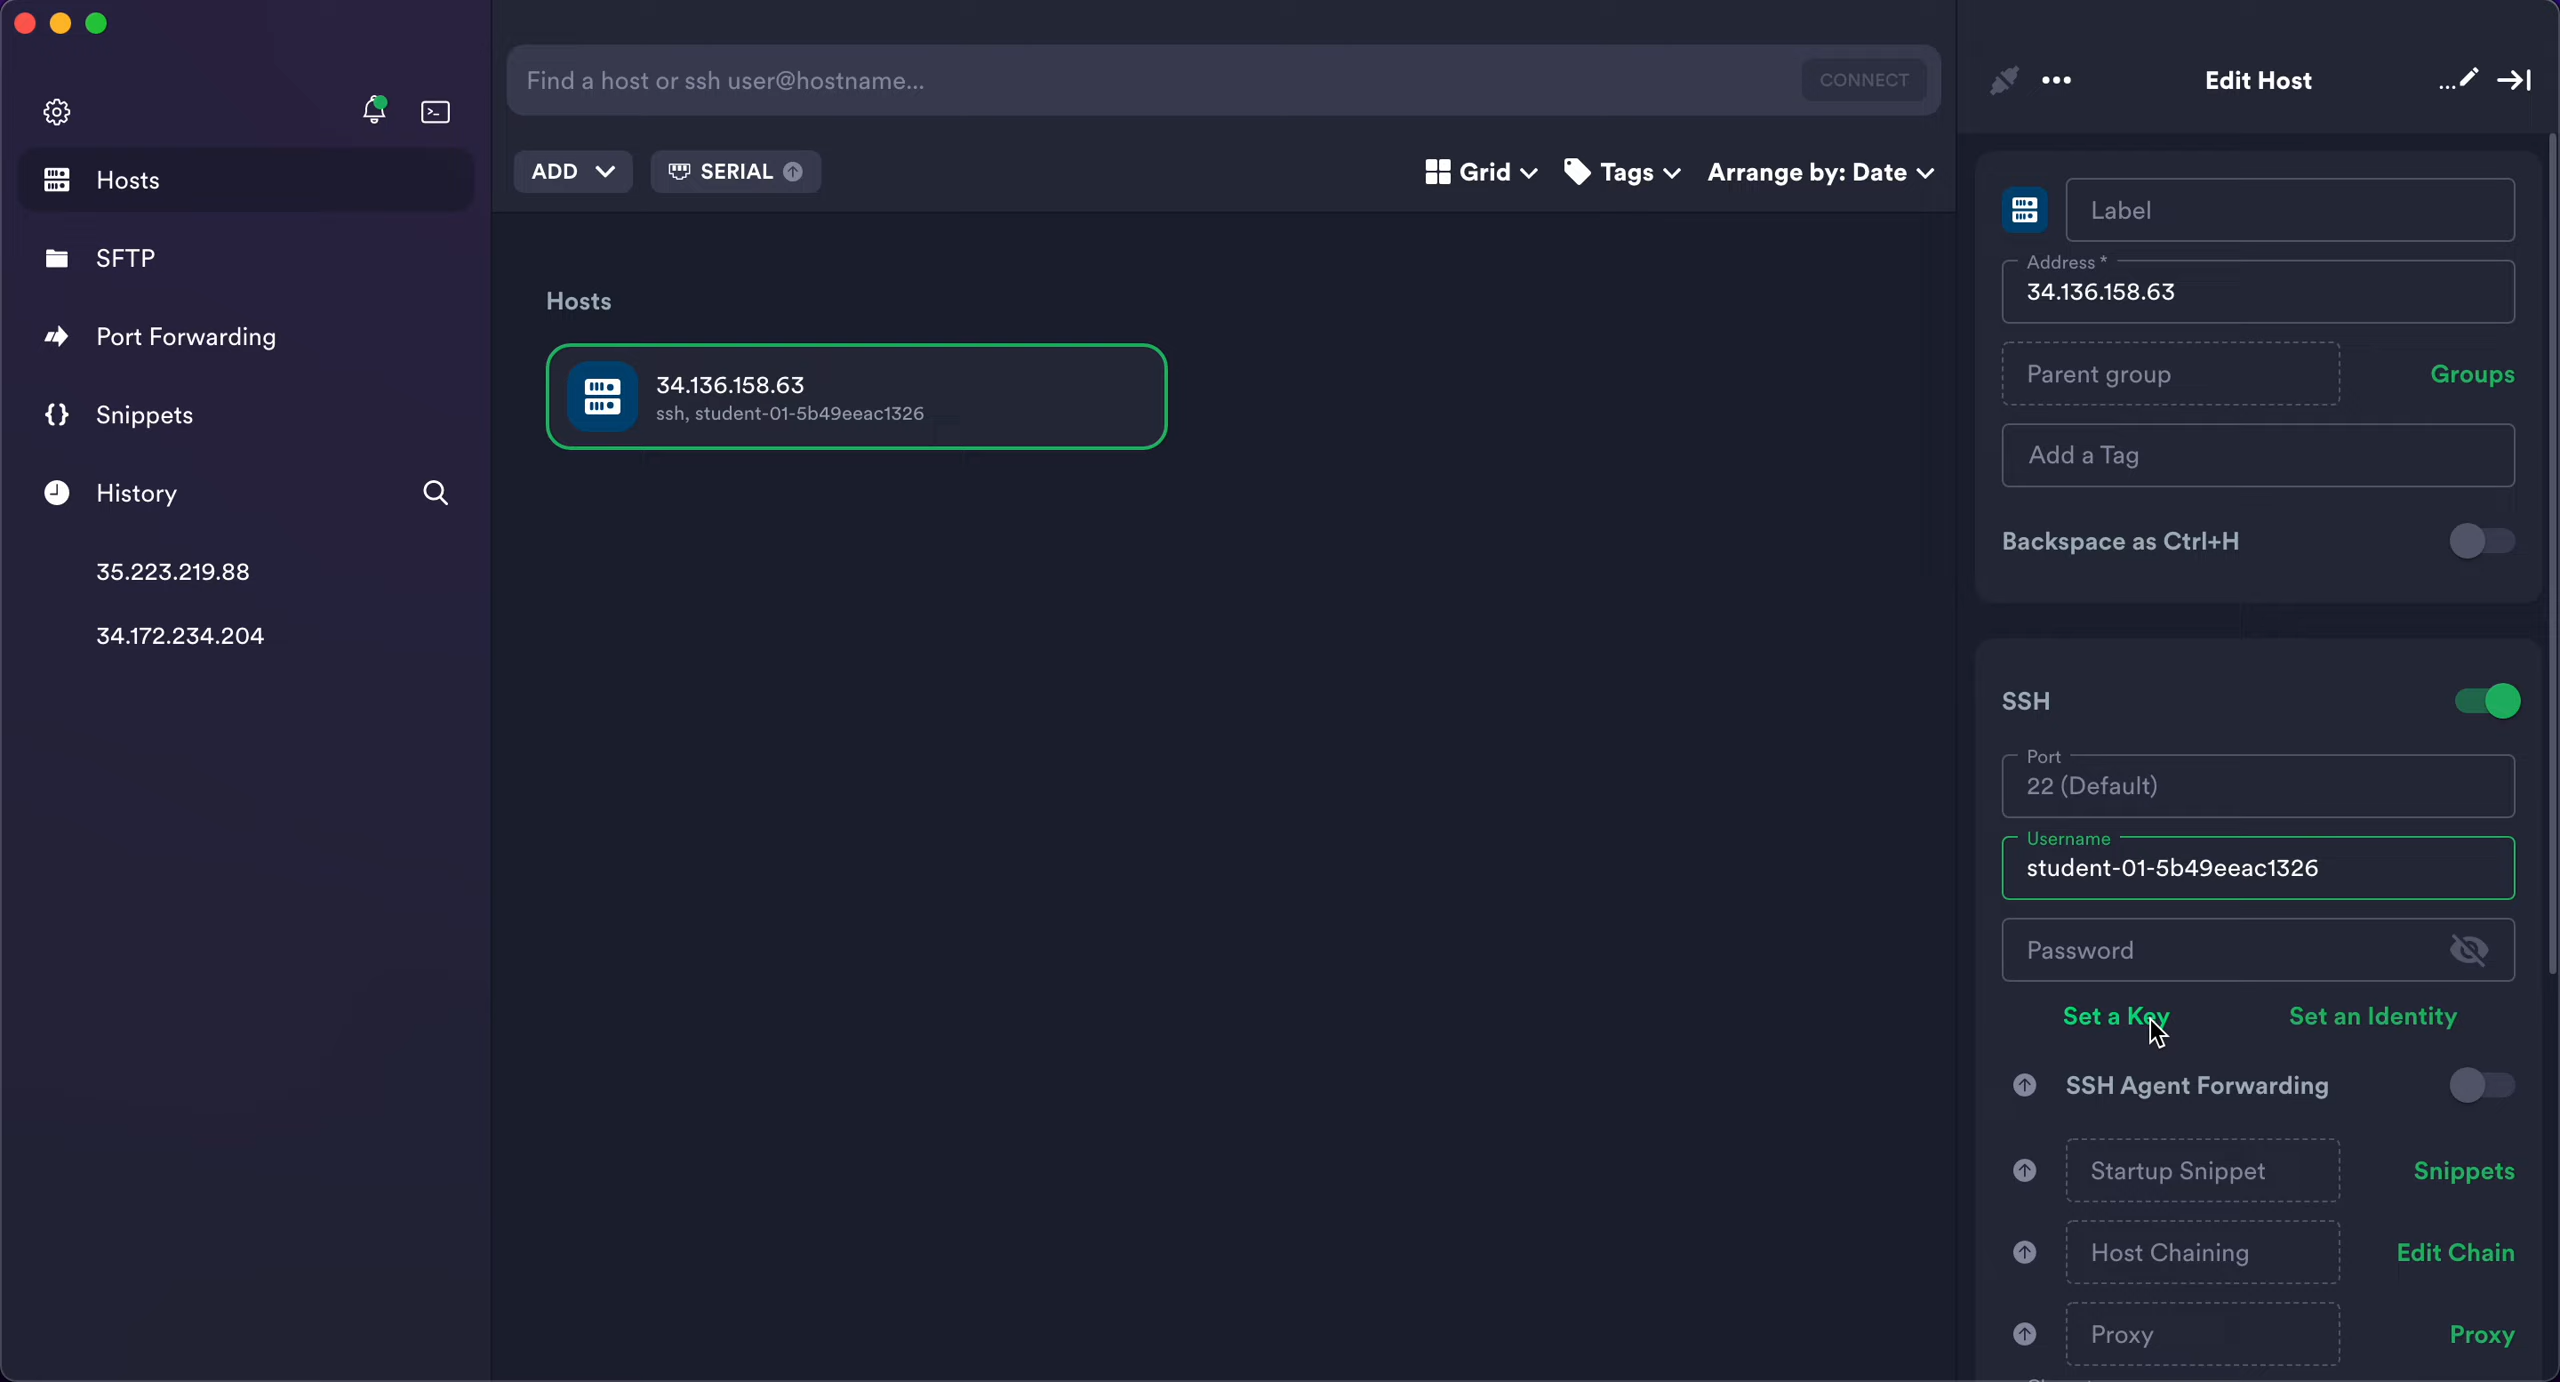 Hosts
SFTP
Port Forwarding
Snippets
History
35.223.219.88
34.172.234.204
Find a host or ssh user@hostname...
CONNECT
ADD
SERIAL
Grid
Tags
Arrange by: Date
Hosts
34.136.158.63
ssh, student-01-5b49eeac1326
Edit Host
Label
Address *
34.136.158.63
Parent group
Groups
Add a Tag
Backspace as Ctrl+H
SSH
Port
22 (Default)
Username
student-01-5b49eeac1326
Password
Set a Key
Set an Identity
SSH Agent Forwarding
Startup Snippet
Snippets
Host Chaining
Edit Chain
Proxy
Proxy